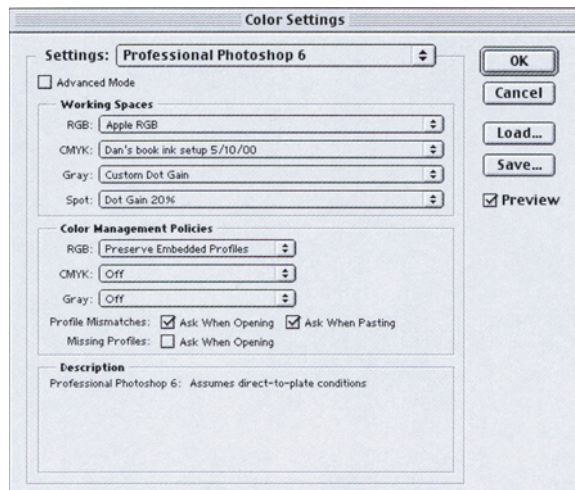 Color Settings
Settings: Professional Photoshop 6
Advanced Mode
Working Spaces
RGB: Apple RGB
CMYK: Dan's book ink setup 5/10/00
Gray: Custom Dot Gain
Spot: Dot Gain 20%
Color Management Policies
RGB: Preserve Embedded Profiles
CMYK: Off
Gray: Off
Profile Mismatches: Ask When Opening Ask When Pasting
Missing Profiles: Ask When Opening
Description
Professional Photoshop 6: Assumes direct-to-plate conditions
OK
Cancel
Load...
Save...
Preview